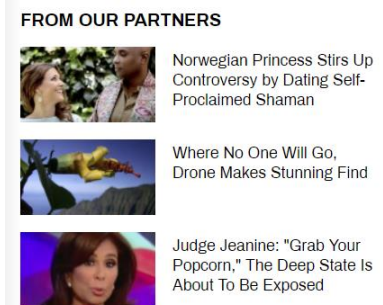 FROM OUR PARTNERS
Norwegian Princess Stirs Up
Controversy by Dating Self-
Proclaimed Shaman
Where No One Will Go,
Drone Makes Stunning Find
Judge Jeanine: "Grab Your
Popcorn," The Deep State Is
About To Be Exposed